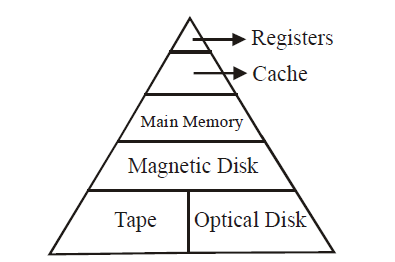 Registers
Cache
Main Memory
Magnetic Disk
Tape
Optical Disk